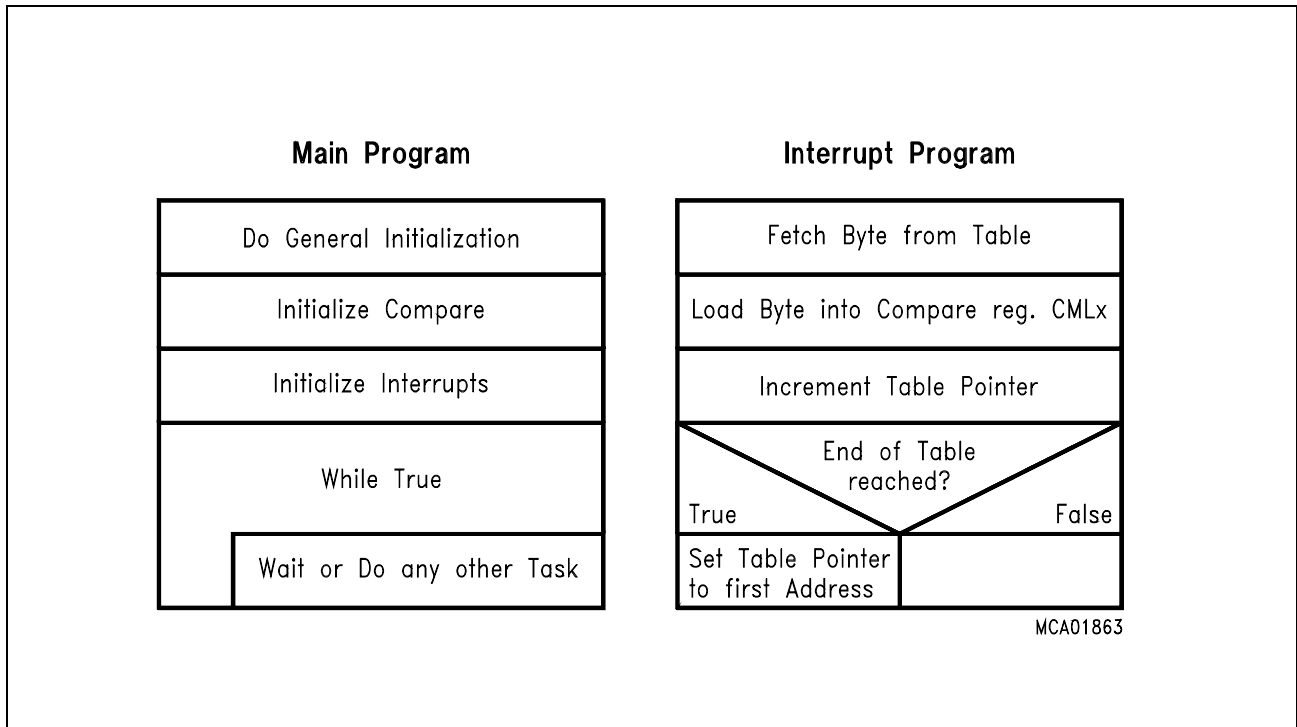 Main Program
Do General Initialization
Initialize Compare
Initialize Interrupts
While True
Wait or Do any other Task
Interrupt Program
Fetch Byte from Table
Load Byte into Compare reg. CMLx
Increment Table Pointer
End of Table
reached?
True
False
Set Table Pointer
to first Address
MCA01863